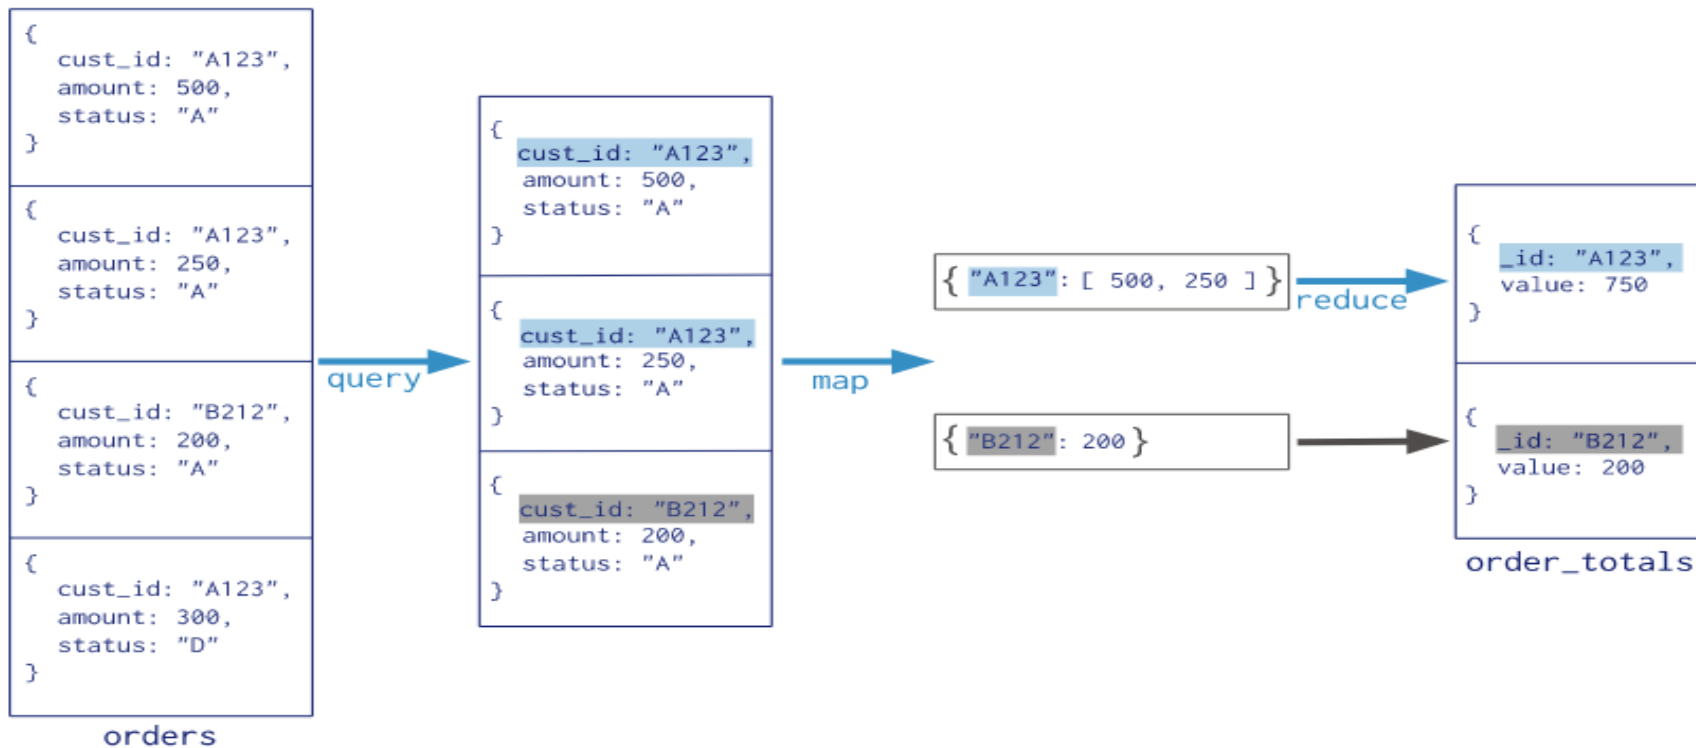 {
cust_id: "A123",
amount: 500,
status: "A"
}
{
cust_id: "A123",
amount: 250,
status: "A"
}
{
cust_id: "B212",
amount: 200,
status: "A"
}
{
cust_id: "A123",
amount: 300,
status: "D"
}
orders
query
{
cust_id: "A123",
amount: 500,
status: "A"
}
{
cust_id: "A123",
amount: 250,
status: "A"
}
{
cust_id: "B212",
amount: 200,
status: "A"
}
map
{ "A123": [ 500, 250 ] }
{ "B212": 200 }
reduce
{
_id: "A123",
value: 750
}
{
_id: "B212",
value: 200
}
order_totals